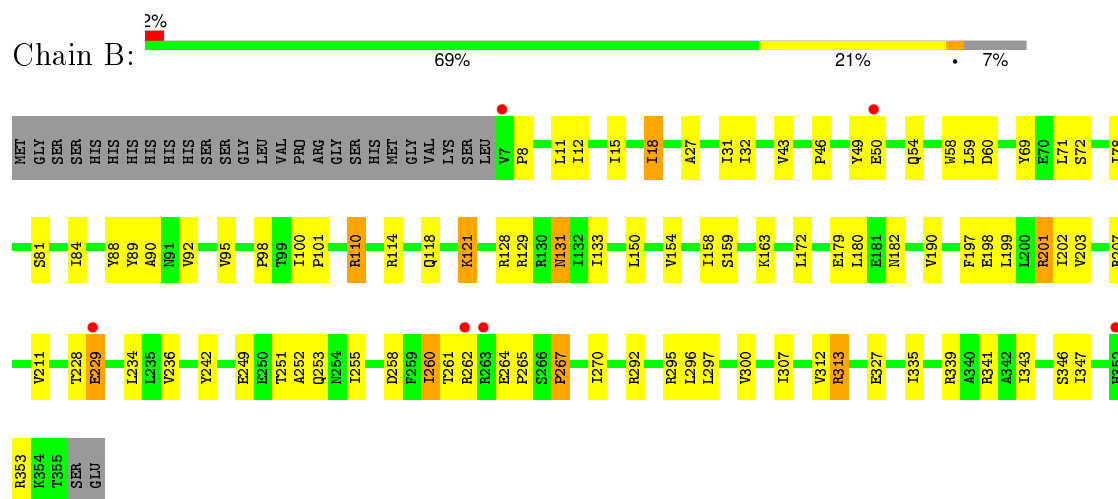 2%
Chain B:
69% 21% • 7%
MET GLY SER SER HIS HIS HIS HIS HIS HIS SER SER GLY LEU VAL PRO ARG GLY SER HIS MET GLY VAL LYS SER LEU V7 P8 L11 I12 I15 I18 A27 I31 I32 V43 P46 Y49 E50 Q54 W58 L59 D60 Y69 E70 L71 S72 I78
S81 I84 Y88 Y89 A90 N91 V92 V95 P98 T99 I100 P101 R110 R114 Q118 K121 R128 R129 R130 N131 I132 I133 L150 V154 I158 S159 K163 L172 E179 L180 E181 N182 V190 F197 E198 L199 L200 R201 I202 V203
V211 T228 E229 L234 L235 V236 Y242 E249 E250 T251 A252 Q253 N254 I255 D258 F259 I260 T261 R262 R263 E264 P265 S266 P267 I270 R292 R295 L296 L297 V300 I307 V312 R313 E327 I335 R339 A340 R341 A342 I343 S346 I347 H352
R353 K354 T355 SER GLU